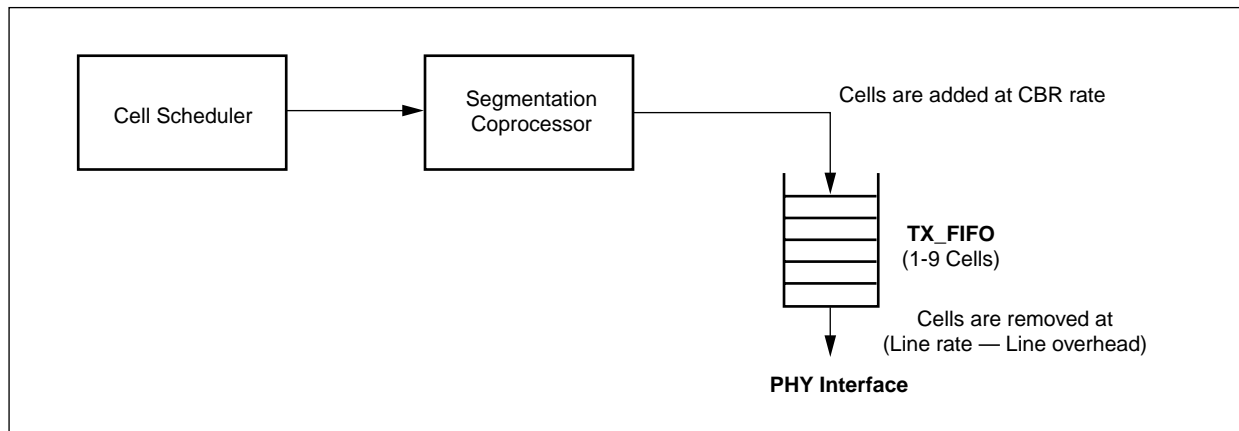 Cell Scheduler
Segmentation
Coprocessor
Cells are added at CBR rate
TX_FIFO
(1-9 Cells)
Cells are removed at
(Line rate — Line overhead)
PHY Interface